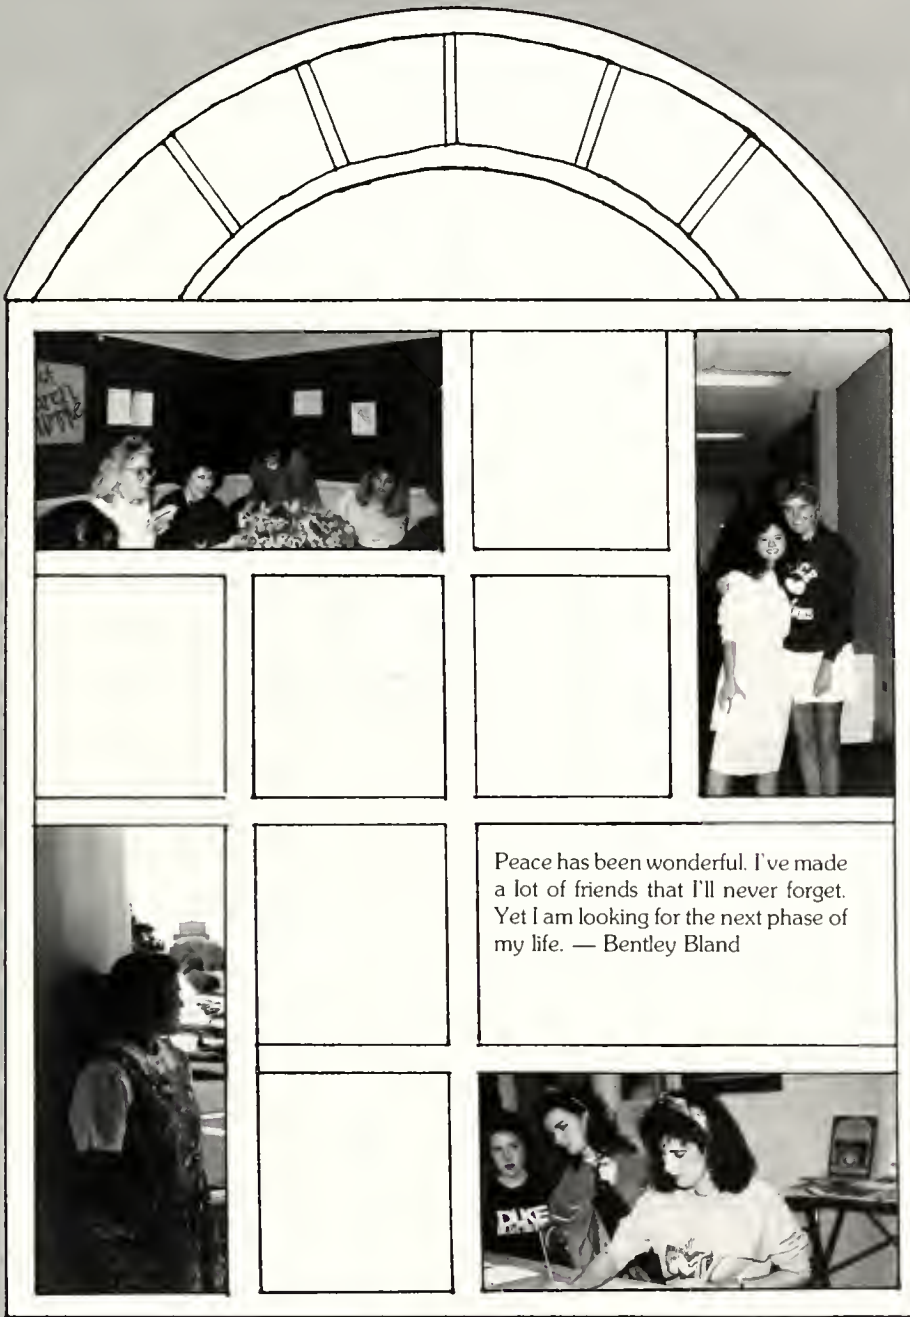 Peace has been wonderful. I've made
a lot of friends that I'll never forget.
Yet I am looking for the next phase of
my life. — Bentley Bland
DUKE